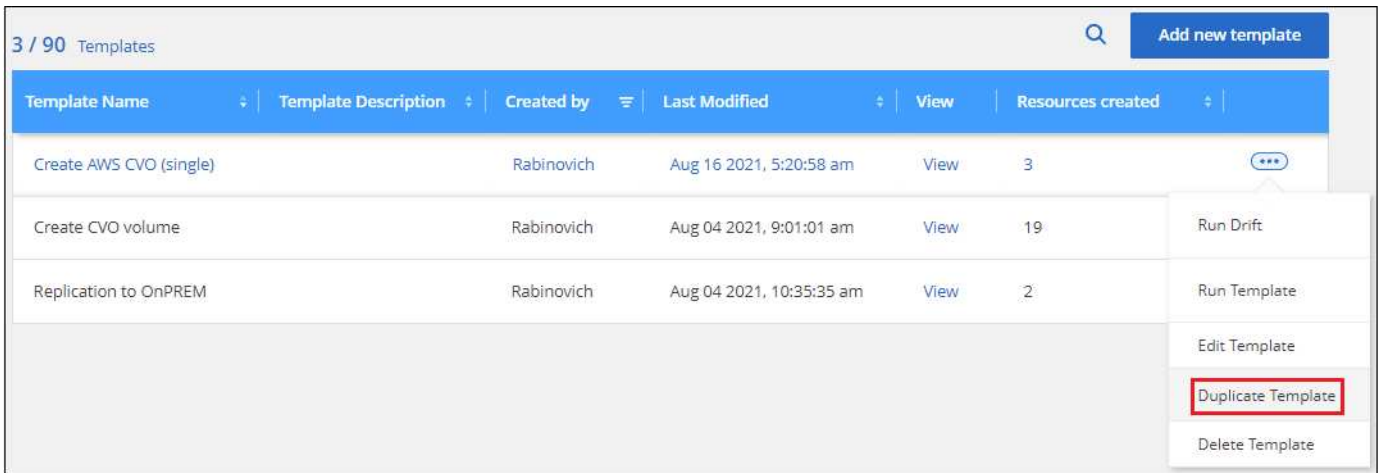 3 / 90 Templates
Add new template
Template Name Template Description Created by Last Modified View Resources created
Create AWS CVO (single) Rabinovich Aug 16 2021, 5:20:58 am View 3
Create CVO volume Rabinovich Aug 04 2021, 9:01:01 am View 19
Run Drift
Replication to OnPREM Rabinovich Aug 04 2021, 10:35:35 am View 2
Run Template
Edit Template
Duplicate Template
Delete Template